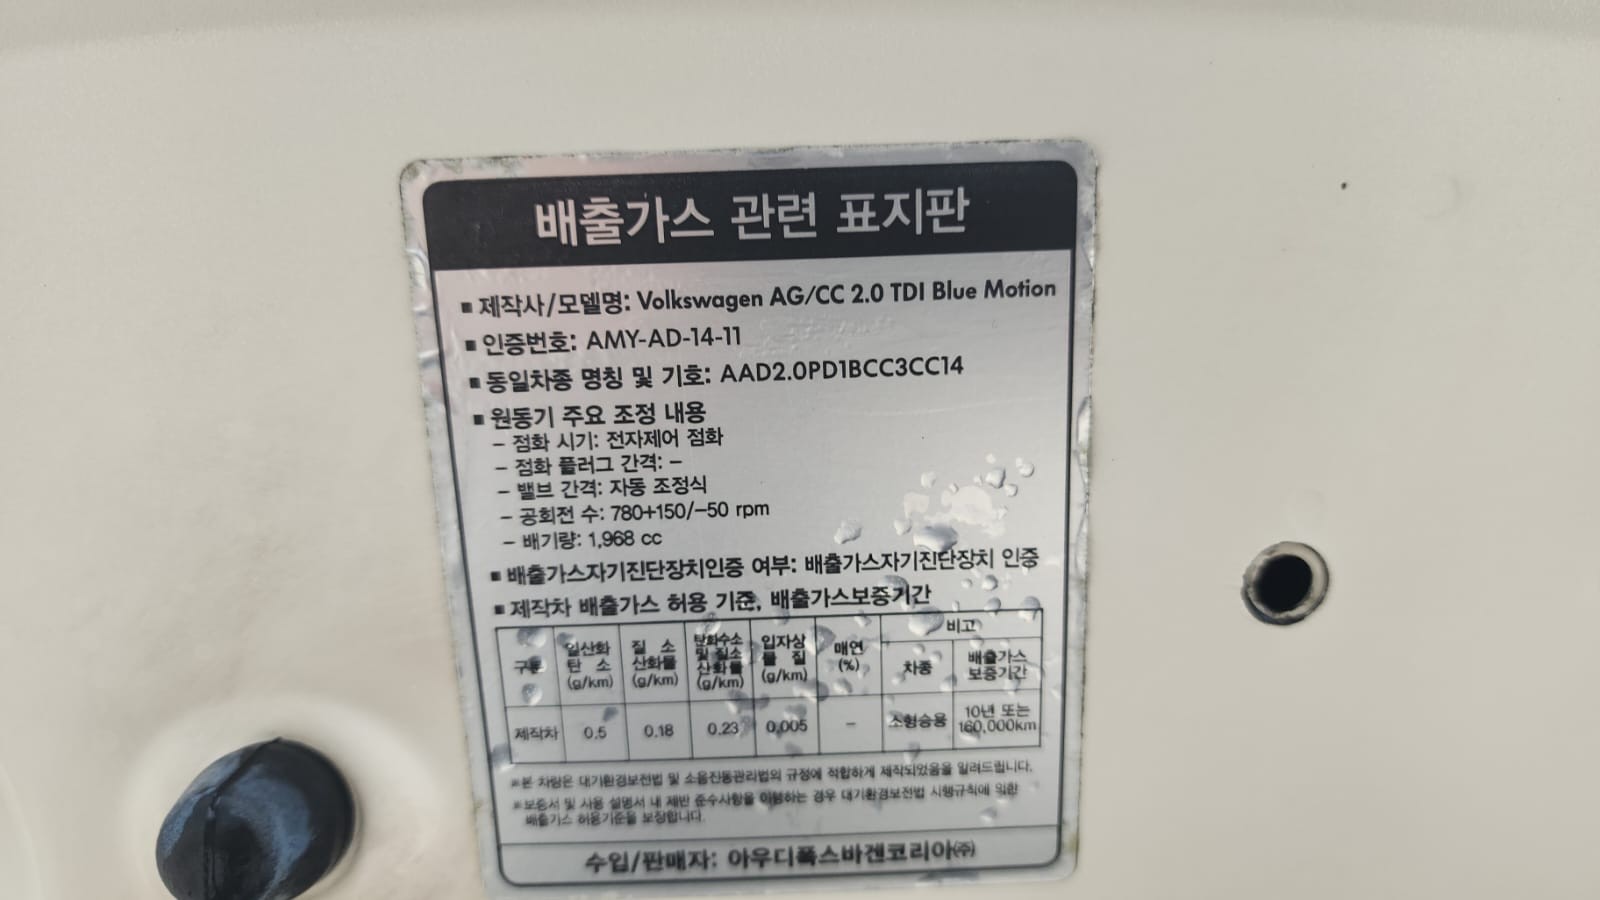 배출가스 관련 표지판
▪ 제작사/모델명: Volkswagen AG/CC 2.0 TDI Blue Motion
▪ 인증번호: AMY-AD-14-11
▪ 동일차종 명칭 및 기호: AAD2.0PD1BCC3CC14
▪ 원동기 주요 조정 내용
– 점화 시기: 전자제어 점화
– 점화 플러그 간격: –
– 밸브 간격: 자동 조정식
– 공회전 수: 780+150/–50 rpm
– 배기량: 1,968 cc
▪ 배출가스자기진단장치인증 여부: 배출가스자기진단장치 인증
▪ 제작차 배출가스 허용 기준, 배출가스보증기간
구분 일산화탄소 (g/km) 질소산화물 (g/km) 탄화수소 및 질소산화물 (g/km) 입자상물질 (g/km) 매연 (%) 비고
차종 배출가스 보증기간
제작차 0.5 0.18 0.23 0.005 – 소형승용 10년 또는 160,000km
※본 차량은 대기환경보전법 및 소음진동관리법의 규정에 적합하게 제작되었음을 알려드립니다.
※보증서 및 사용 설명서 내 제반 준수사항을 이행하는 경우 대기환경보전법 시행규칙에 의한
배출가스 허용기준을 보장합니다.
수입/판매자: 아우디폭스바겐코리아㈜